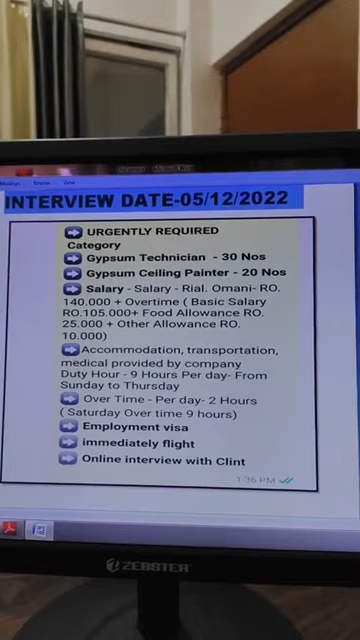 Mailings Review View
INTERVIEW DATE-05/12/2022
URGENTLY REQUIRED
Category
Gypsum Technician - 30 Nos
Gypsum Ceiling Painter - 20 Nos
Salary - Salary - Rial. Omani- RO.
140.000 + Overtime ( Basic Salary
RO.105.000+ Food Allowance RO.
25.000 + Other Allowance RO.
10.000)
Accommodation, transportation,
medical provided by company
Duty Hour - 9 Hours Per day- From
Sunday to Thursday
Over Time - Per day- 2 Hours
( Saturday Over time 9 hours)
Employment visa
immediately flight
Online interview with Clint
1:36 PM
ZEBSTER